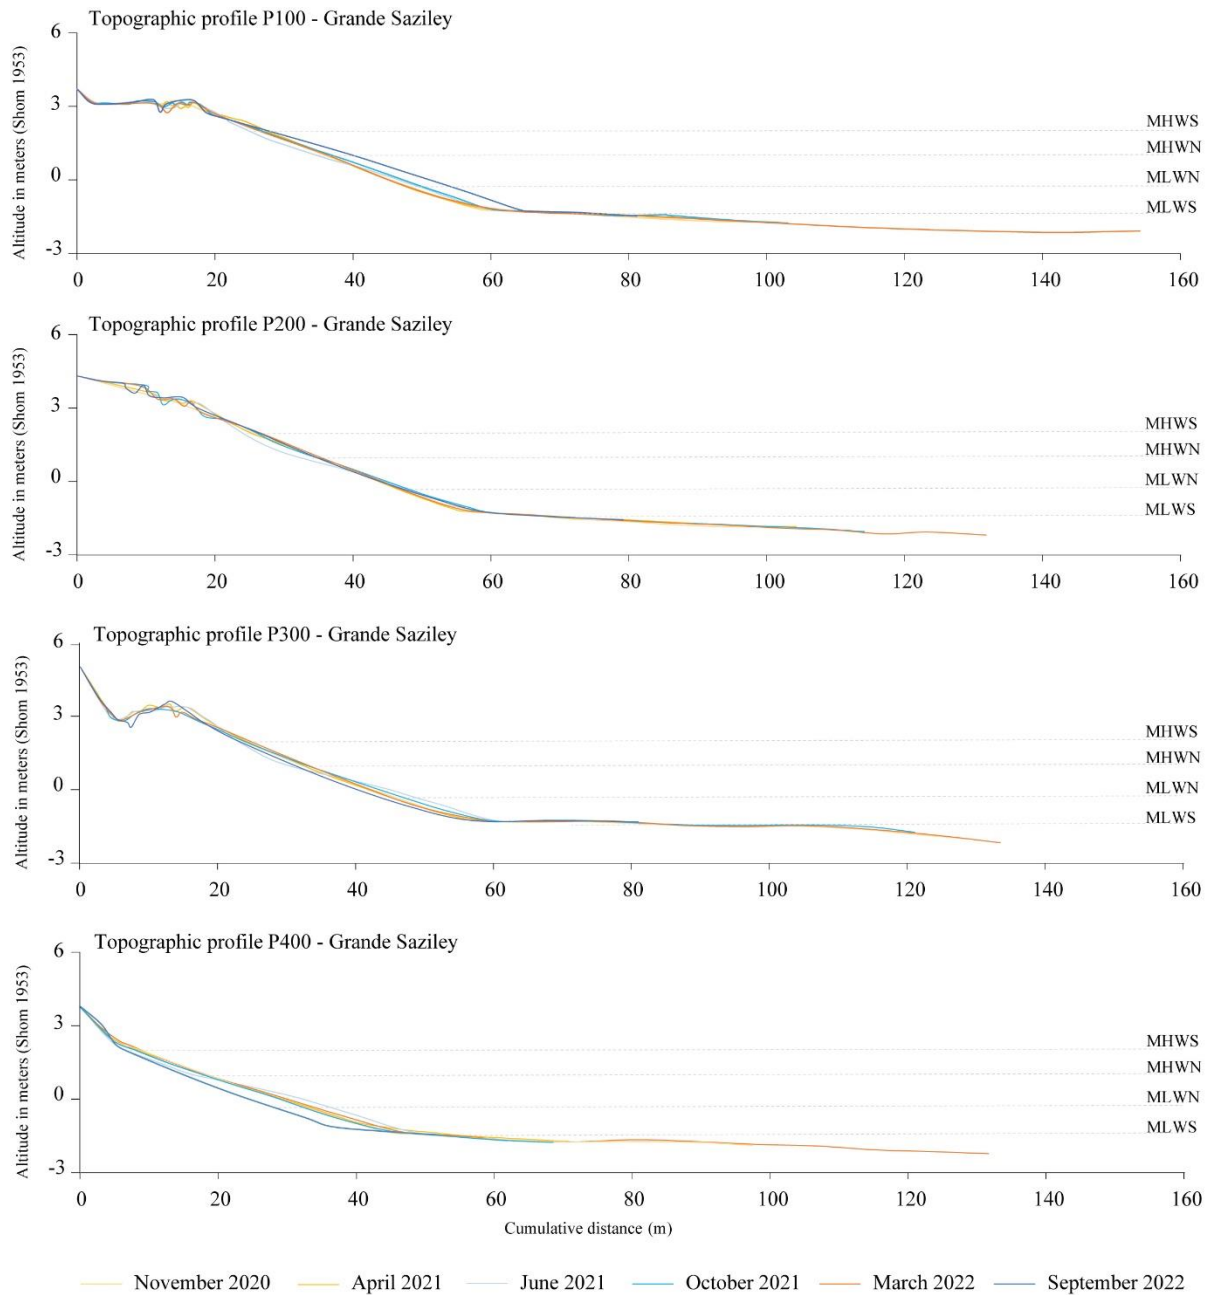 Topographic profile P100 - Grande Saziley
Altitude in meters (Shom 1953)
6
3
0
-3
MHWS
MHWN
MLWN
MLWS
0 20 40 60 80 100 120 140 160
Topographic profile P200 - Grande Saziley
Altitude in meters (Shom 1953)
6
3
0
-3
MHWS
MHWN
MLWN
MLWS
0 20 40 60 80 100 120 140 160
Topographic profile P300 - Grande Saziley
Altitude in meters (Shom 1953)
6
3
0
-3
MHWS
MHWN
MLWN
MLWS
0 20 40 60 80 100 120 140 160
Topographic profile P400 - Grande Saziley
Altitude in meters (Shom 1953)
6
3
0
-3
MHWS
MHWN
MLWN
MLWS
0 20 40 60 80 100 120 140 160
Cumulative distance (m)
November 2020 April 2021 June 2021 October 2021 March 2022 September 2022